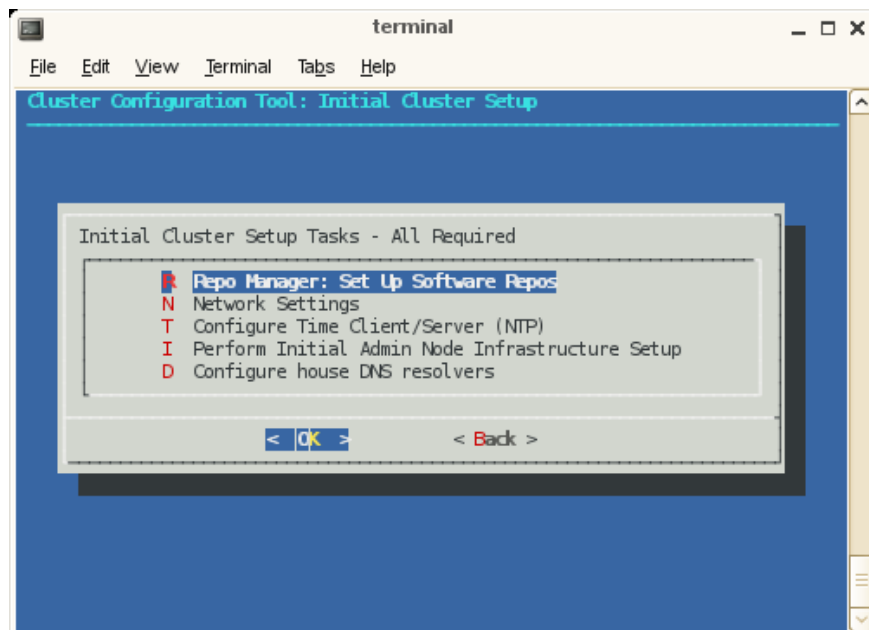 terminal
File Edit View Terminal Tabs Help
Cluster Configuration Tool: Initial Cluster Setup
Initial Cluster Setup Tasks - All Required
R Repo Manager: Set Up Software Repos
N Network Settings
T Configure Time Client/Server (NTP)
I Perform Initial Admin Node Infrastructure Setup
D Configure house DNS resolvers
< OK > < Back >